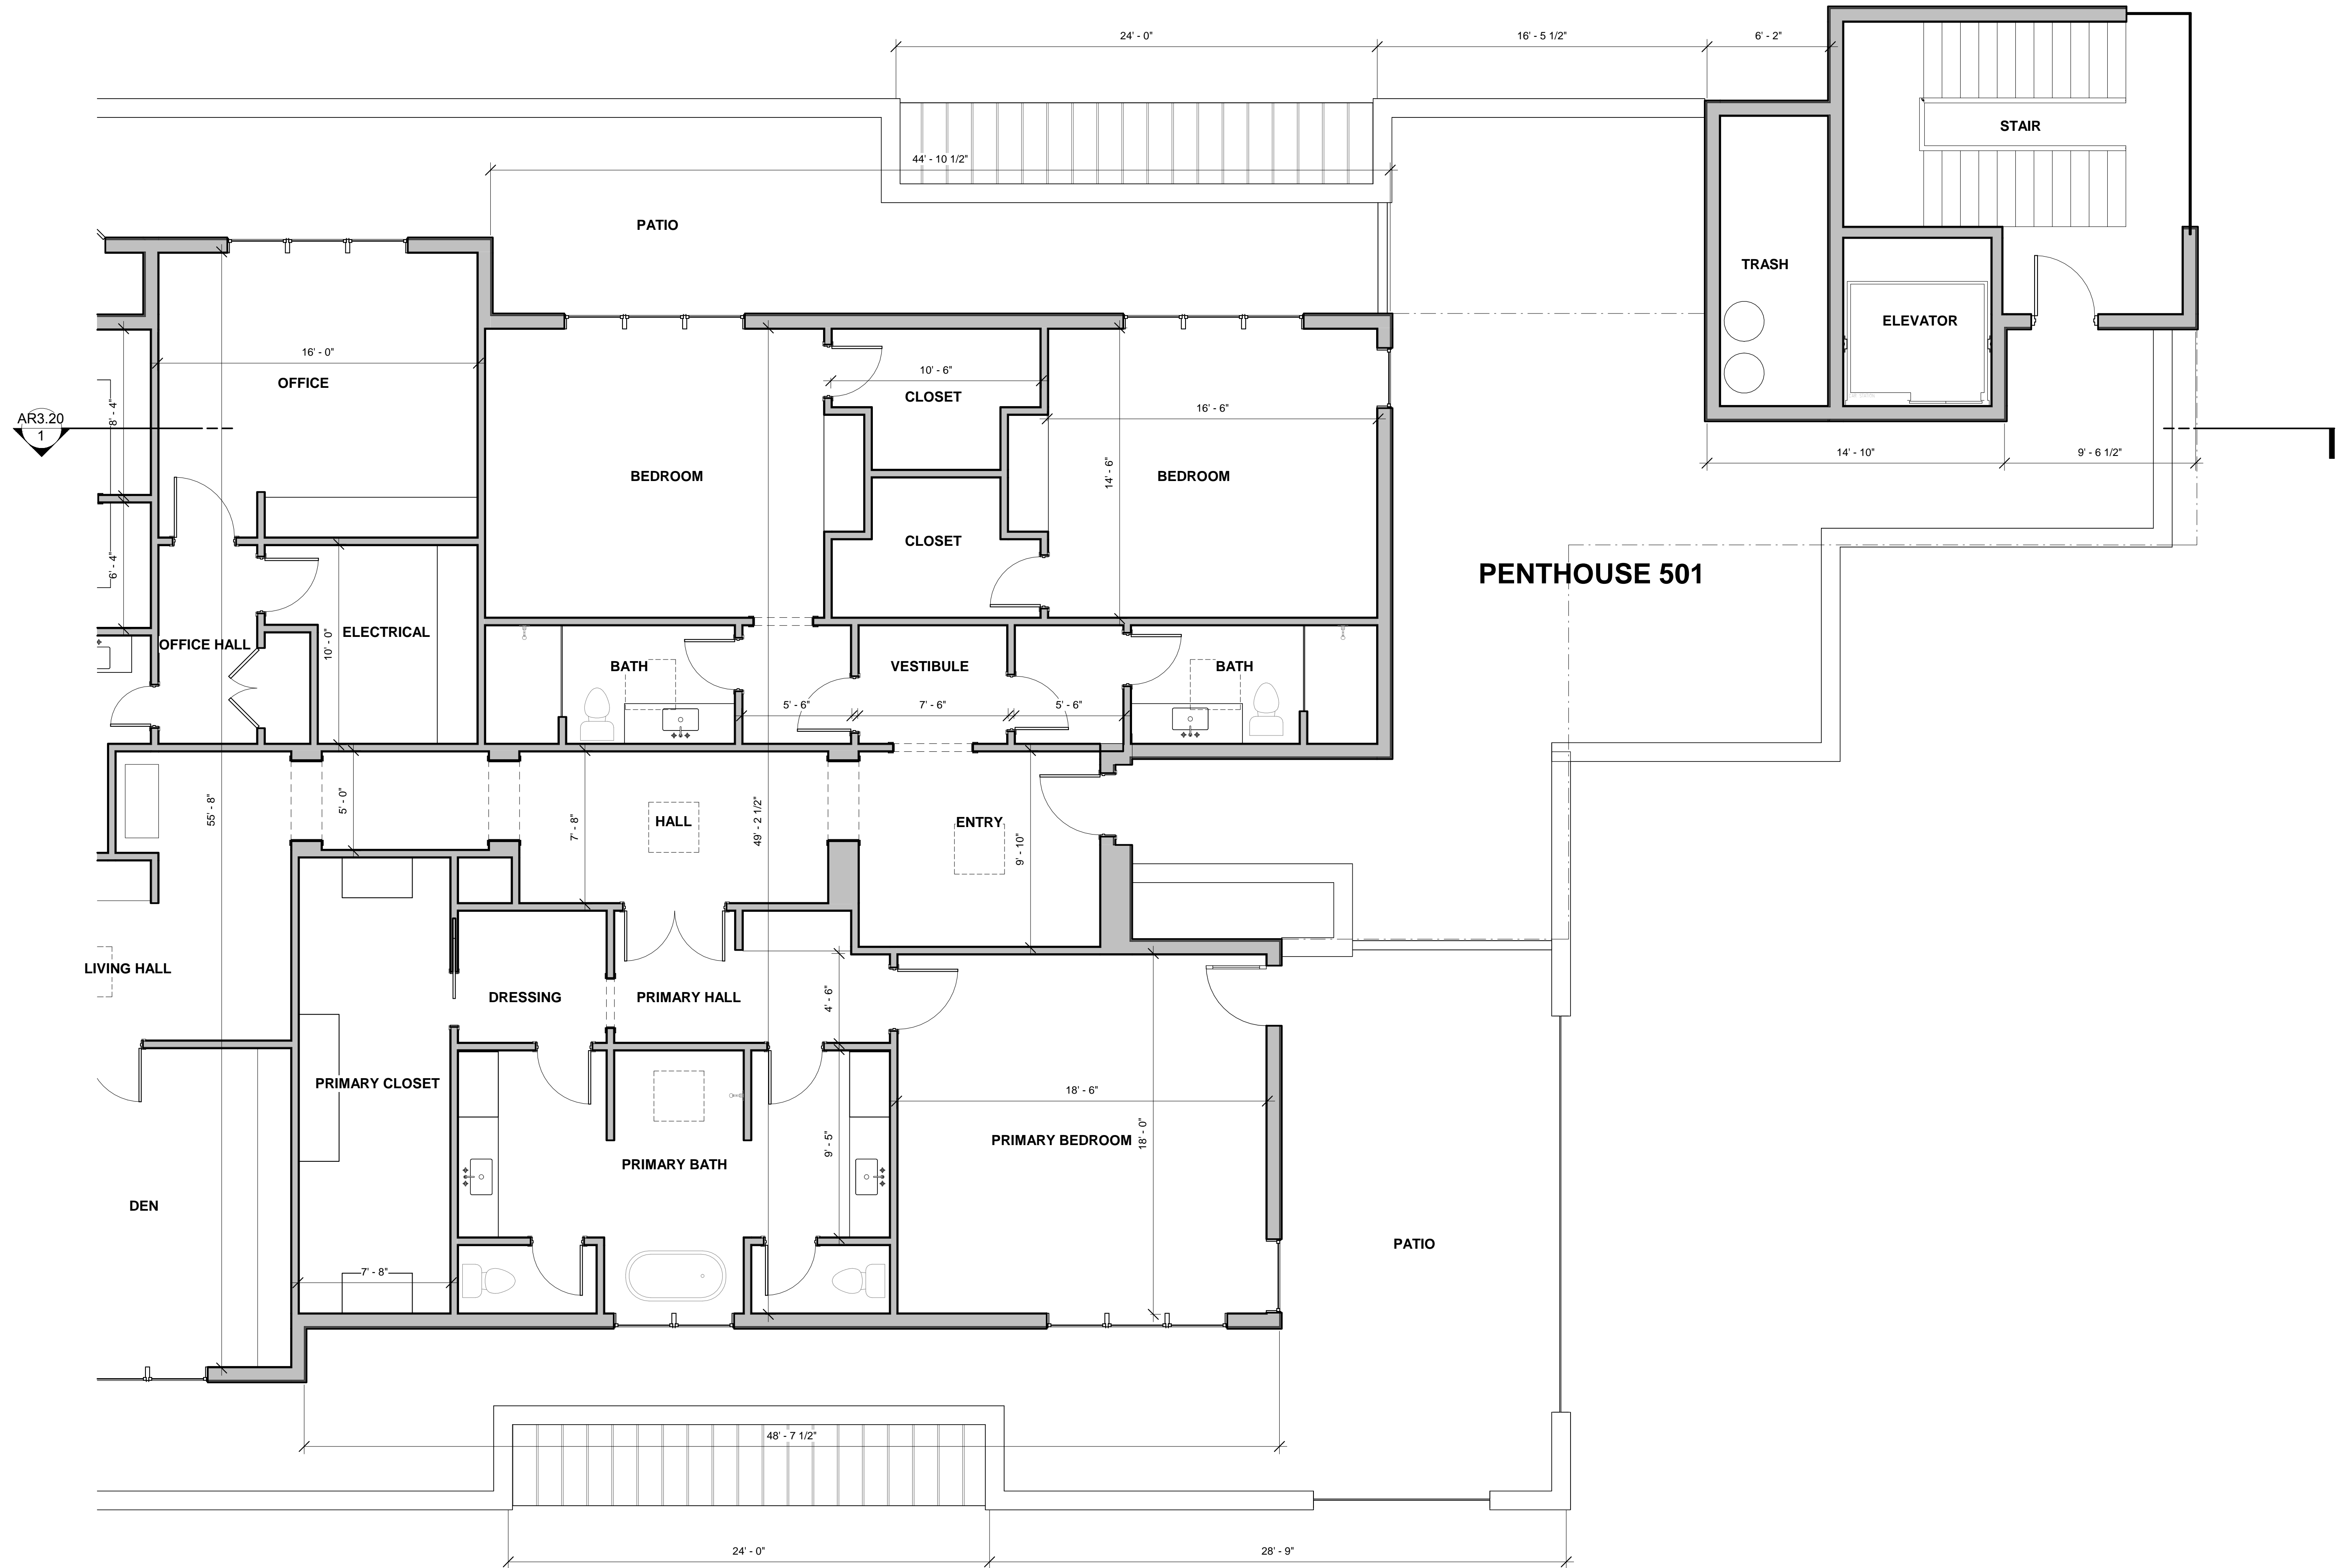 24' - 0"
16' - 5 1/2"
6' - 2"
STAIR
44' - 10 1/2"
PATIO
TRASH
ELEVATOR
16' - 0"
OFFICE
10' - 6"
CLOSET
16' - 6"
8' - 4"
AR3.20
1
14' - 10"
9' - 6 1/2"
BEDROOM
14' - 6"
BEDROOM
CLOSET
6' - 4"
PENTHOUSE 501
OFFICE HALL
10' - 0"
ELECTRICAL
BATH
VESTIBULE
BATH
5' - 6"
7' - 6"
5' - 6"
55' - 8"
5' - 0"
7' - 8"
HALL
49' - 2 1/2"
ENTRY
9' - 10"
LIVING HALL
DRESSING
PRIMARY HALL
4' - 6"
PRIMARY CLOSET
18' - 6"
PRIMARY BATH
9' - 5"
PRIMARY BEDROOM
18' - 0"
DEN
PATIO
7' - 8"
48' - 7 1/2"
24' - 0"
28' - 9"